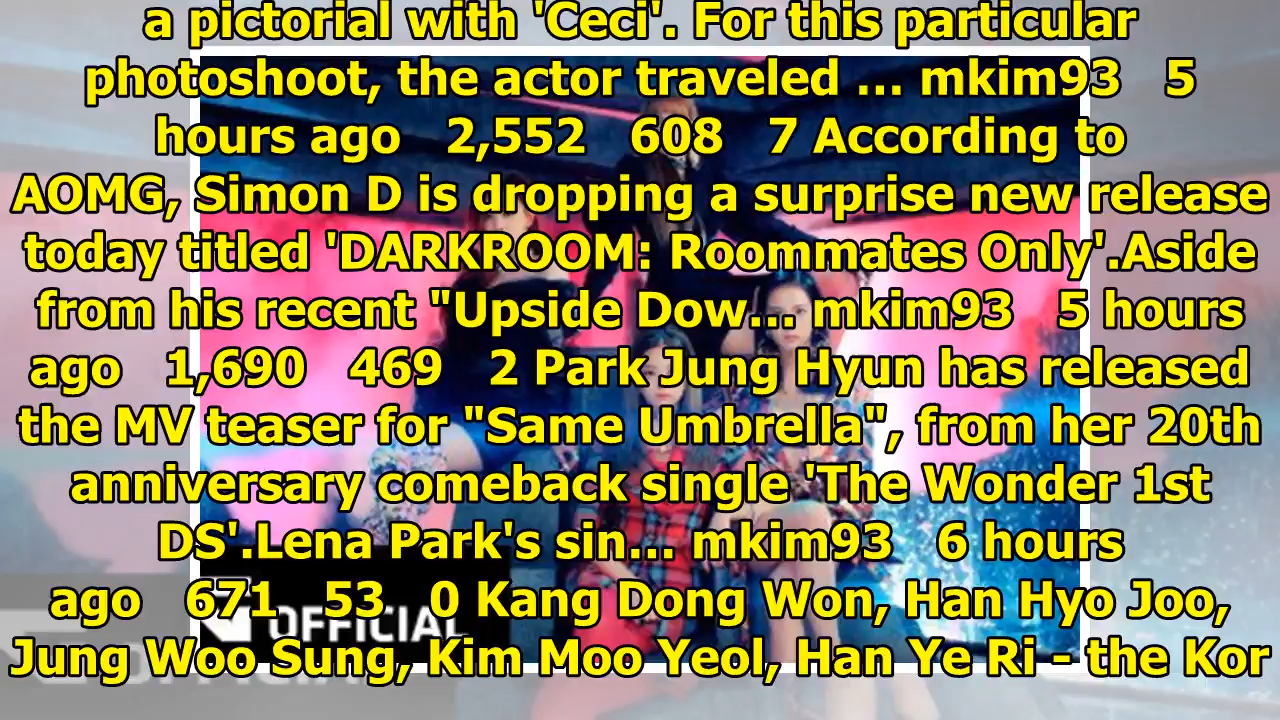 a pictorial with 'Ceci'. For this particular
photoshoot, the actor traveled ... mkim93 5
hours ago 2,552 608 7 According to
AOMG, Simon D is dropping a surprise new release
today titled 'DARKROOM: Roommates Only'.Aside
from his recent "Upside Dow... mkim93 5 hours
ago 1,690 469 2 Park Jung Hyun has released
the MV teaser for "Same Umbrella", from her 20th
anniversary comeback single 'The Wonder 1st
DS'.Lena Park's sin... mkim93 6 hours
ago 671 53 0 Kang Dong Won, Han Hyo Joo,
OFFICIAL
Jung Woo Sung, Kim Moo Yeol, Han Ye Ri - the Kor